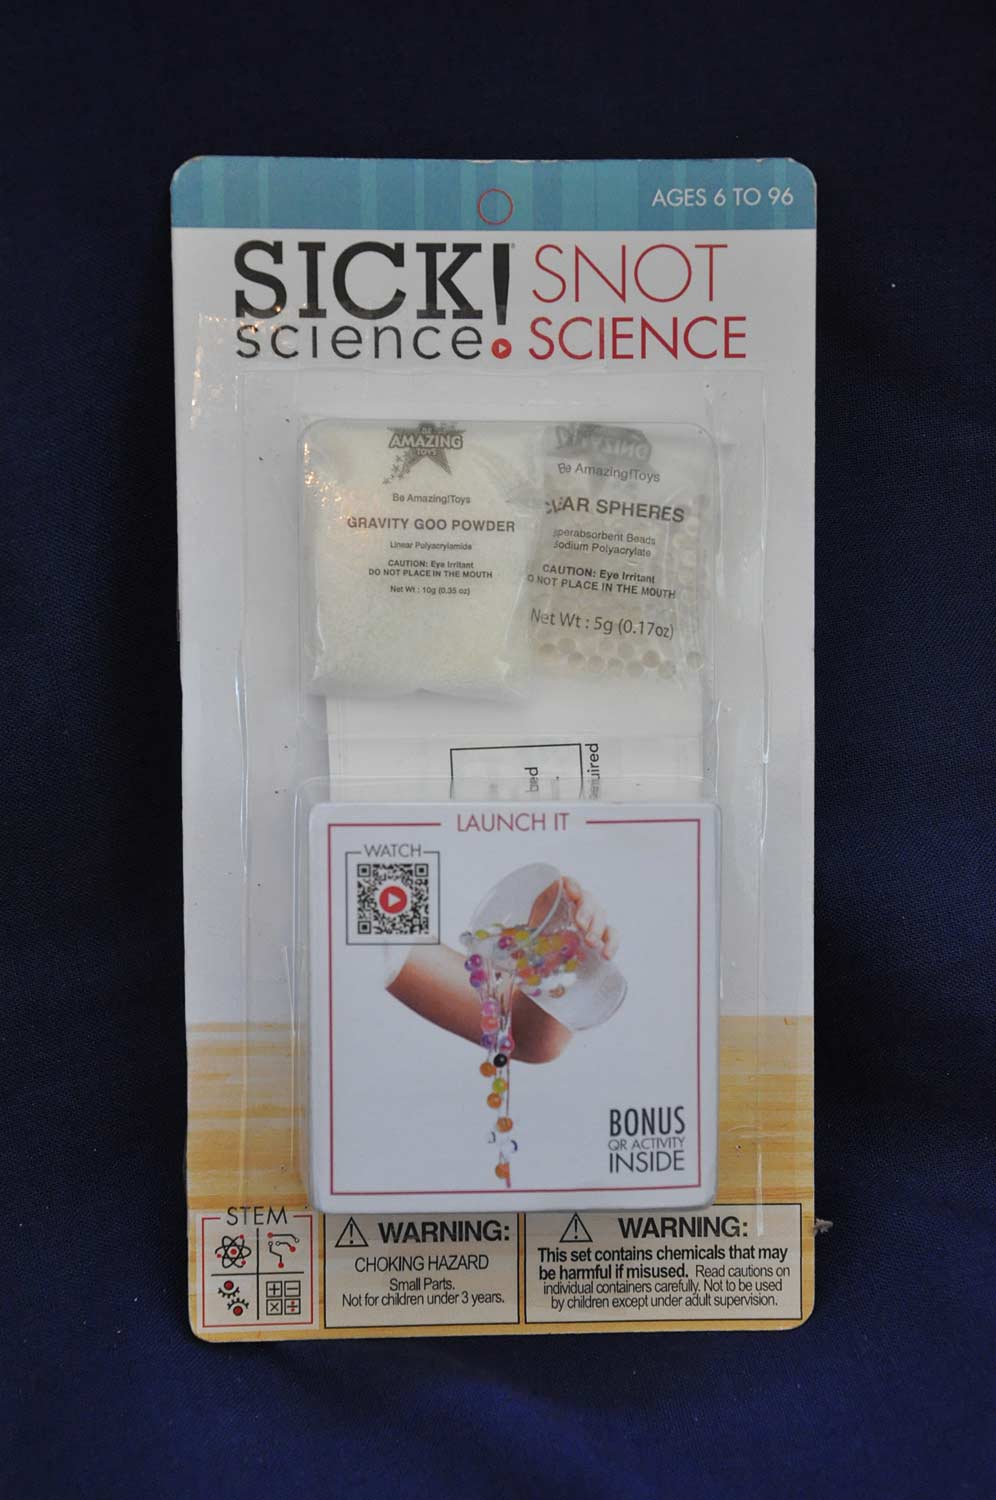 AGES 6 TO 96
SICK!
science
SNOT
SCIENCE
BE
AMAZING
TOYS
Be Amazing!Toys
GRAVITY GOO POWDER
Linear Polyacrylamide
CAUTION: Eye Irritant
DO NOT PLACE IN THE MOUTH
Net Wt : 10g (0.35 oz)
Be Amazing!Toys
SPHERES
Beads
Sodium Polyacrylate
CAUTION: Eye Irritant
NOT PLACE IN THE MOUTH
Net Wt : 5g (0.17oz)
LAUNCH IT
WATCH
BONUS
QR ACTIVITY
INSIDE
STEM
WARNING:
CHOKING HAZARD
Small Parts.
Not for children under 3 years.
WARNING:
This set contains chemicals that may
be harmful if misused. Read cautions on
individual containers carefully. Not to be used
by children except under adult supervision.